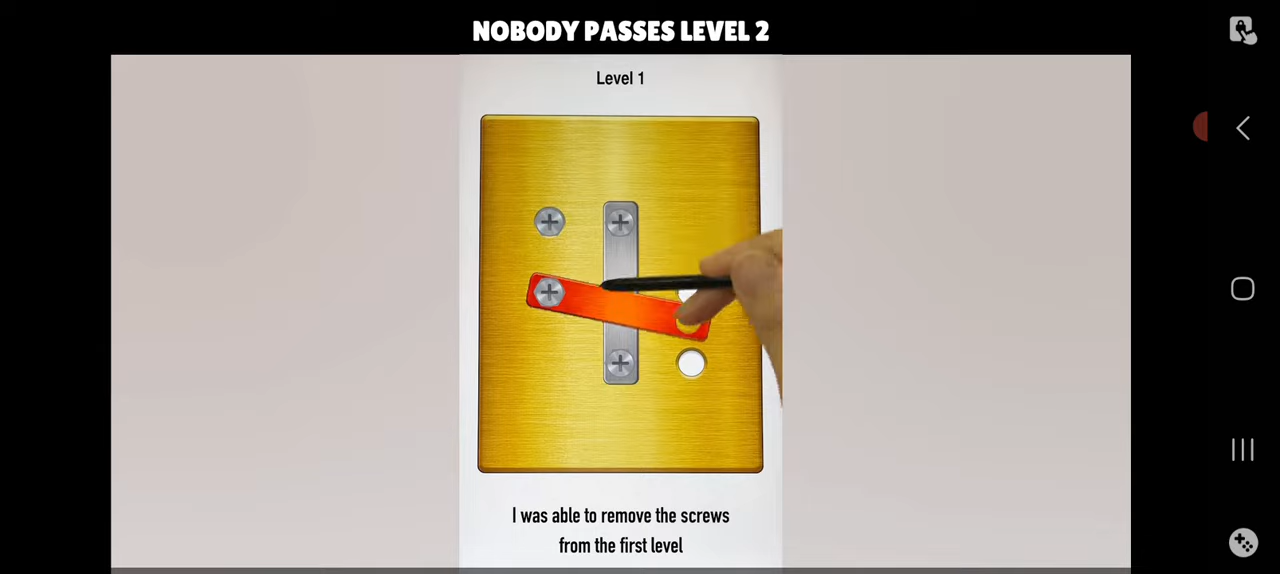 NOBODY PASSES LEVEL 2
Level 1
I was able to remove the screws
from the first level